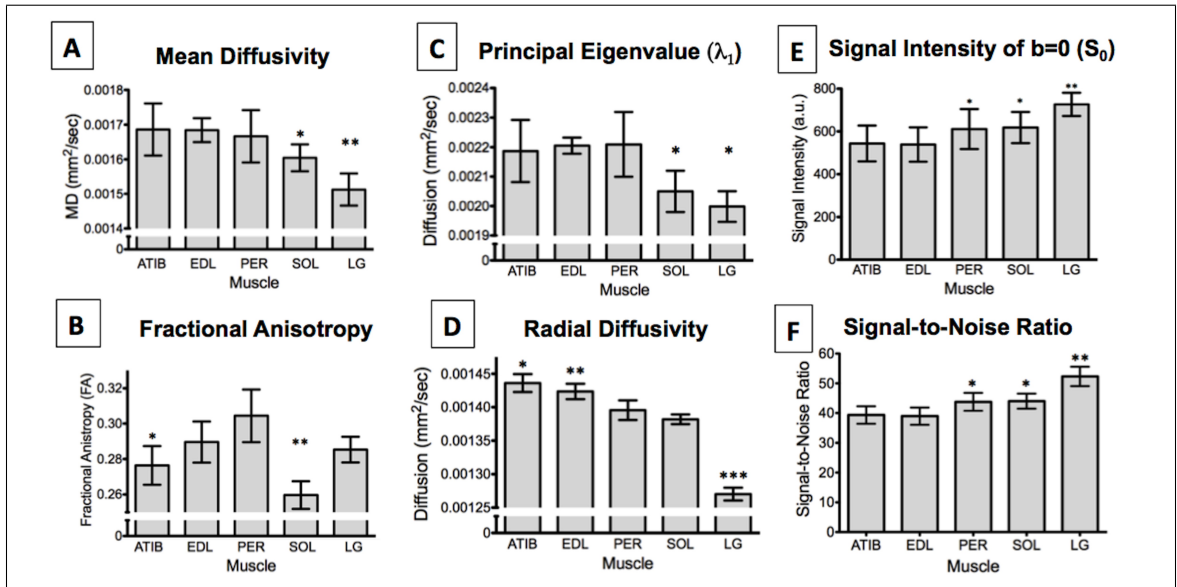 A
Mean Diffusivity
0.0018
0.0017
0.0016
0.0015
0.0014
0
MD (mm²/sec)
*
**
ATIB EDL PER SOL LG
Muscle
B
Fractional Anisotropy
0.32
0.30
0.28
0.26
0
Fractional Anistropy (FA)
*
**
ATIB EDL PER SOL LG
Muscle
C
Principal Eigenvalue (λ₁)
0.0024
0.0023
0.0022
0.0021
0.0020
0.0019
0
Diffusion (mm²/sec)
*
*
ATIB EDL PER SOL LG
Muscle
D
Radial Diffusivity
0.00145
0.00140
0.00135
0.00130
0.00125
0
Diffusion (mm²/sec)
*
**
***
ATIB EDL PER SOL LG
Muscle
E
Signal Intensity of b=0 (S₀)
800
600
400
200
0
Signal Intensity (a.u.)
*
*
**
ATIB EDL PER SOL LG
Muscle
F
Signal-to-Noise Ratio
60
50
40
30
20
10
0
Signal-to-Noise Ratio
*
*
**
ATIB EDL PER SOL LG
Muscle